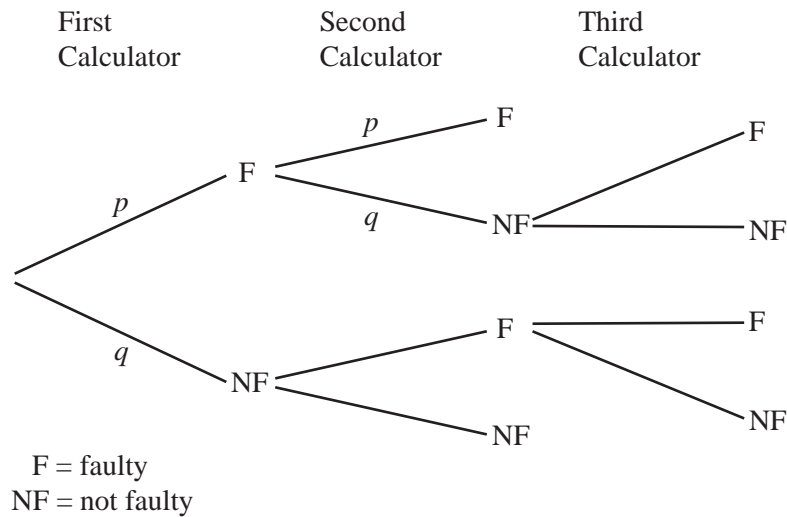 First
Calculator
Second
Calculator
Third
Calculator
p
q
F
NF
p
q
F
NF
F
NF
F
NF
F
NF
F = faulty
NF = not faulty